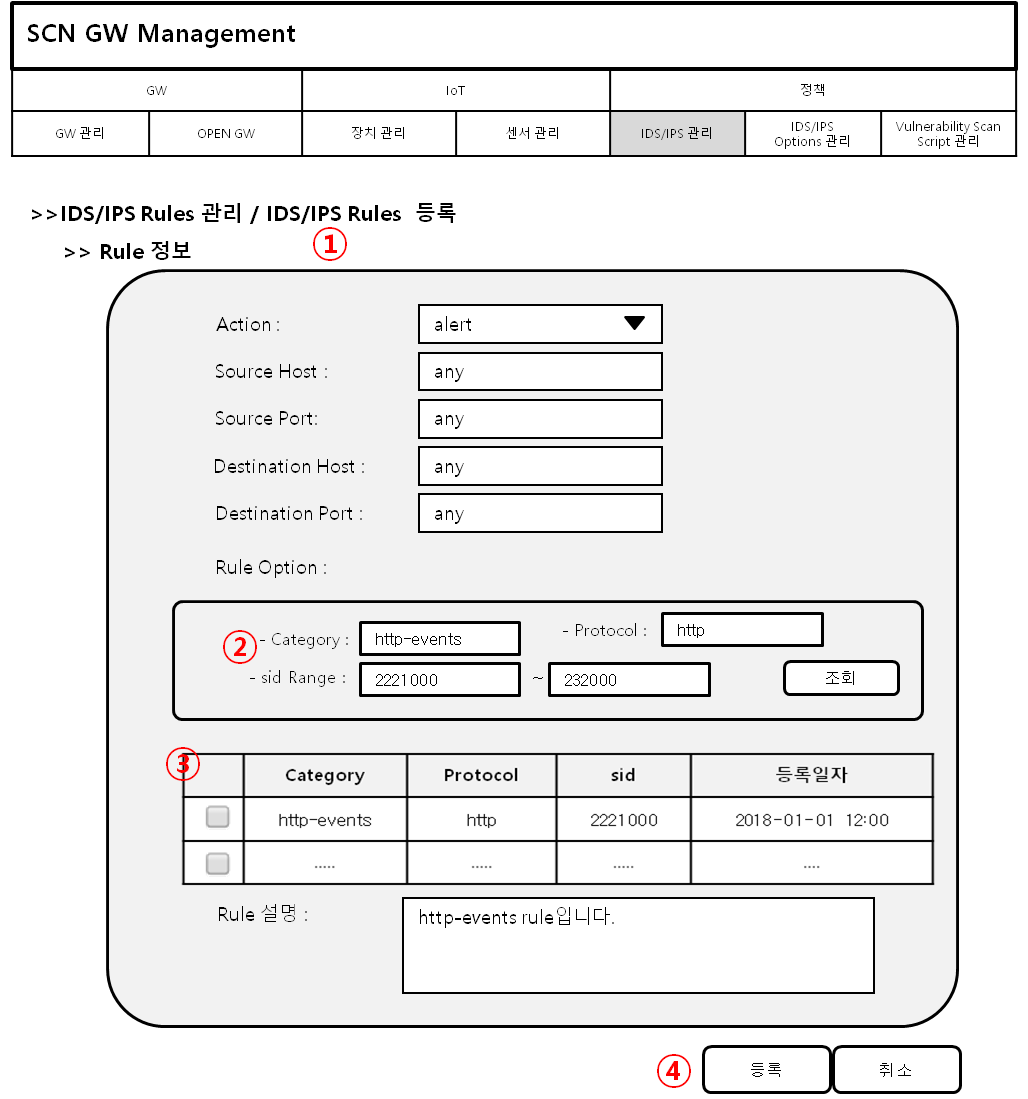 SCN GW Management
GW IoT 정책
GW 관리 OPEN GW 장치 관리 센서 관리 IDS/IPS 관리 IDS/IPS Options 관리 Vulnerability Scan Script 관리
>>IDS/IPS Rules 관리 / IDS/IPS Rules 등록
>> Rule 정보 ①
Action : alert ▼
Source Host : any
Source Port: any
Destination Host : any
Destination Port : any
Rule Option :
② - Category : http-events - Protocol : http
- sid Range : 2221000 ~ 232000 조회
③ Category Protocol sid 등록일자
http-events http 2221000 2018-01-01 12:00
..... ..... ..... ....
Rule 설명 : http-events rule입니다.
④ 등록 취소